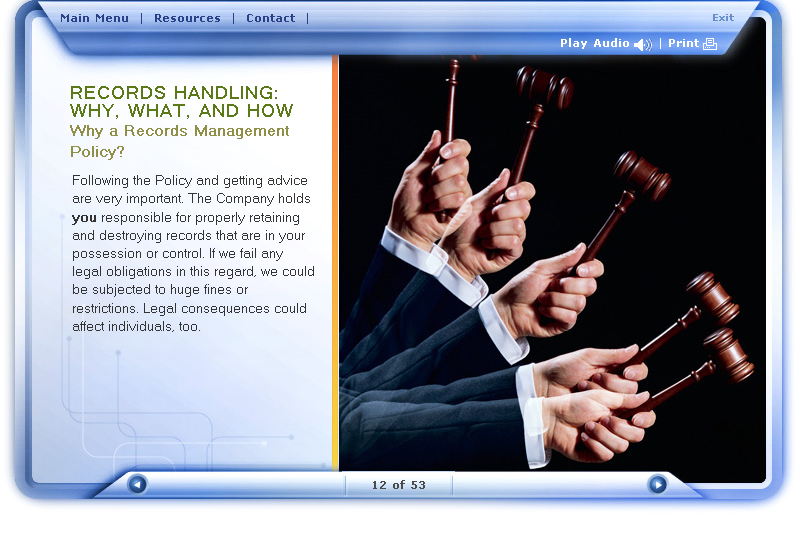 Main Menu | Resources | Contact |
Exit
Play Audio | Print
RECORDS HANDLING:
WHY, WHAT, AND HOW
Why a Records Management
Policy?
Following the Policy and getting advice
are very important. The Company holds
you responsible for properly retaining
and destroying records that are in your
possession or control. If we fail any
legal obligations in this regard, we could
be subjected to huge fines or
restrictions. Legal consequences could
affect individuals, too.
12 of 53